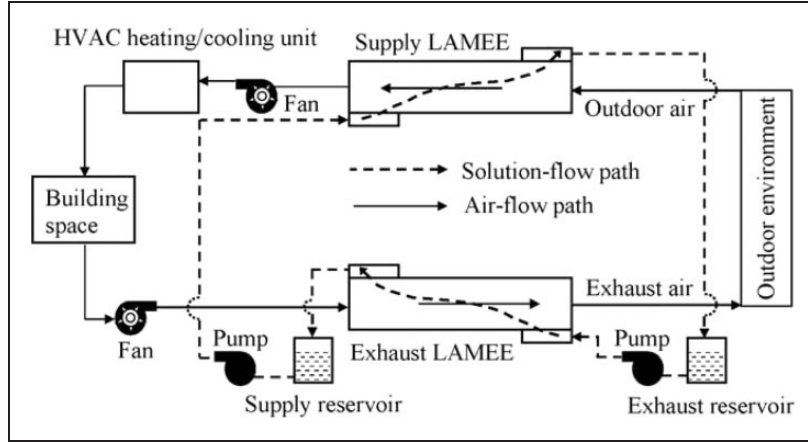 HVAC heating/cooling unit
Supply LAMEE
Fan
Outdoor air
Solution-flow path
Air-flow path
Building
space
Outdoor environment
Exhaust air
Fan
Pump
Exhaust LAMEE
Pump
Supply reservoir
Exhaust reservoir